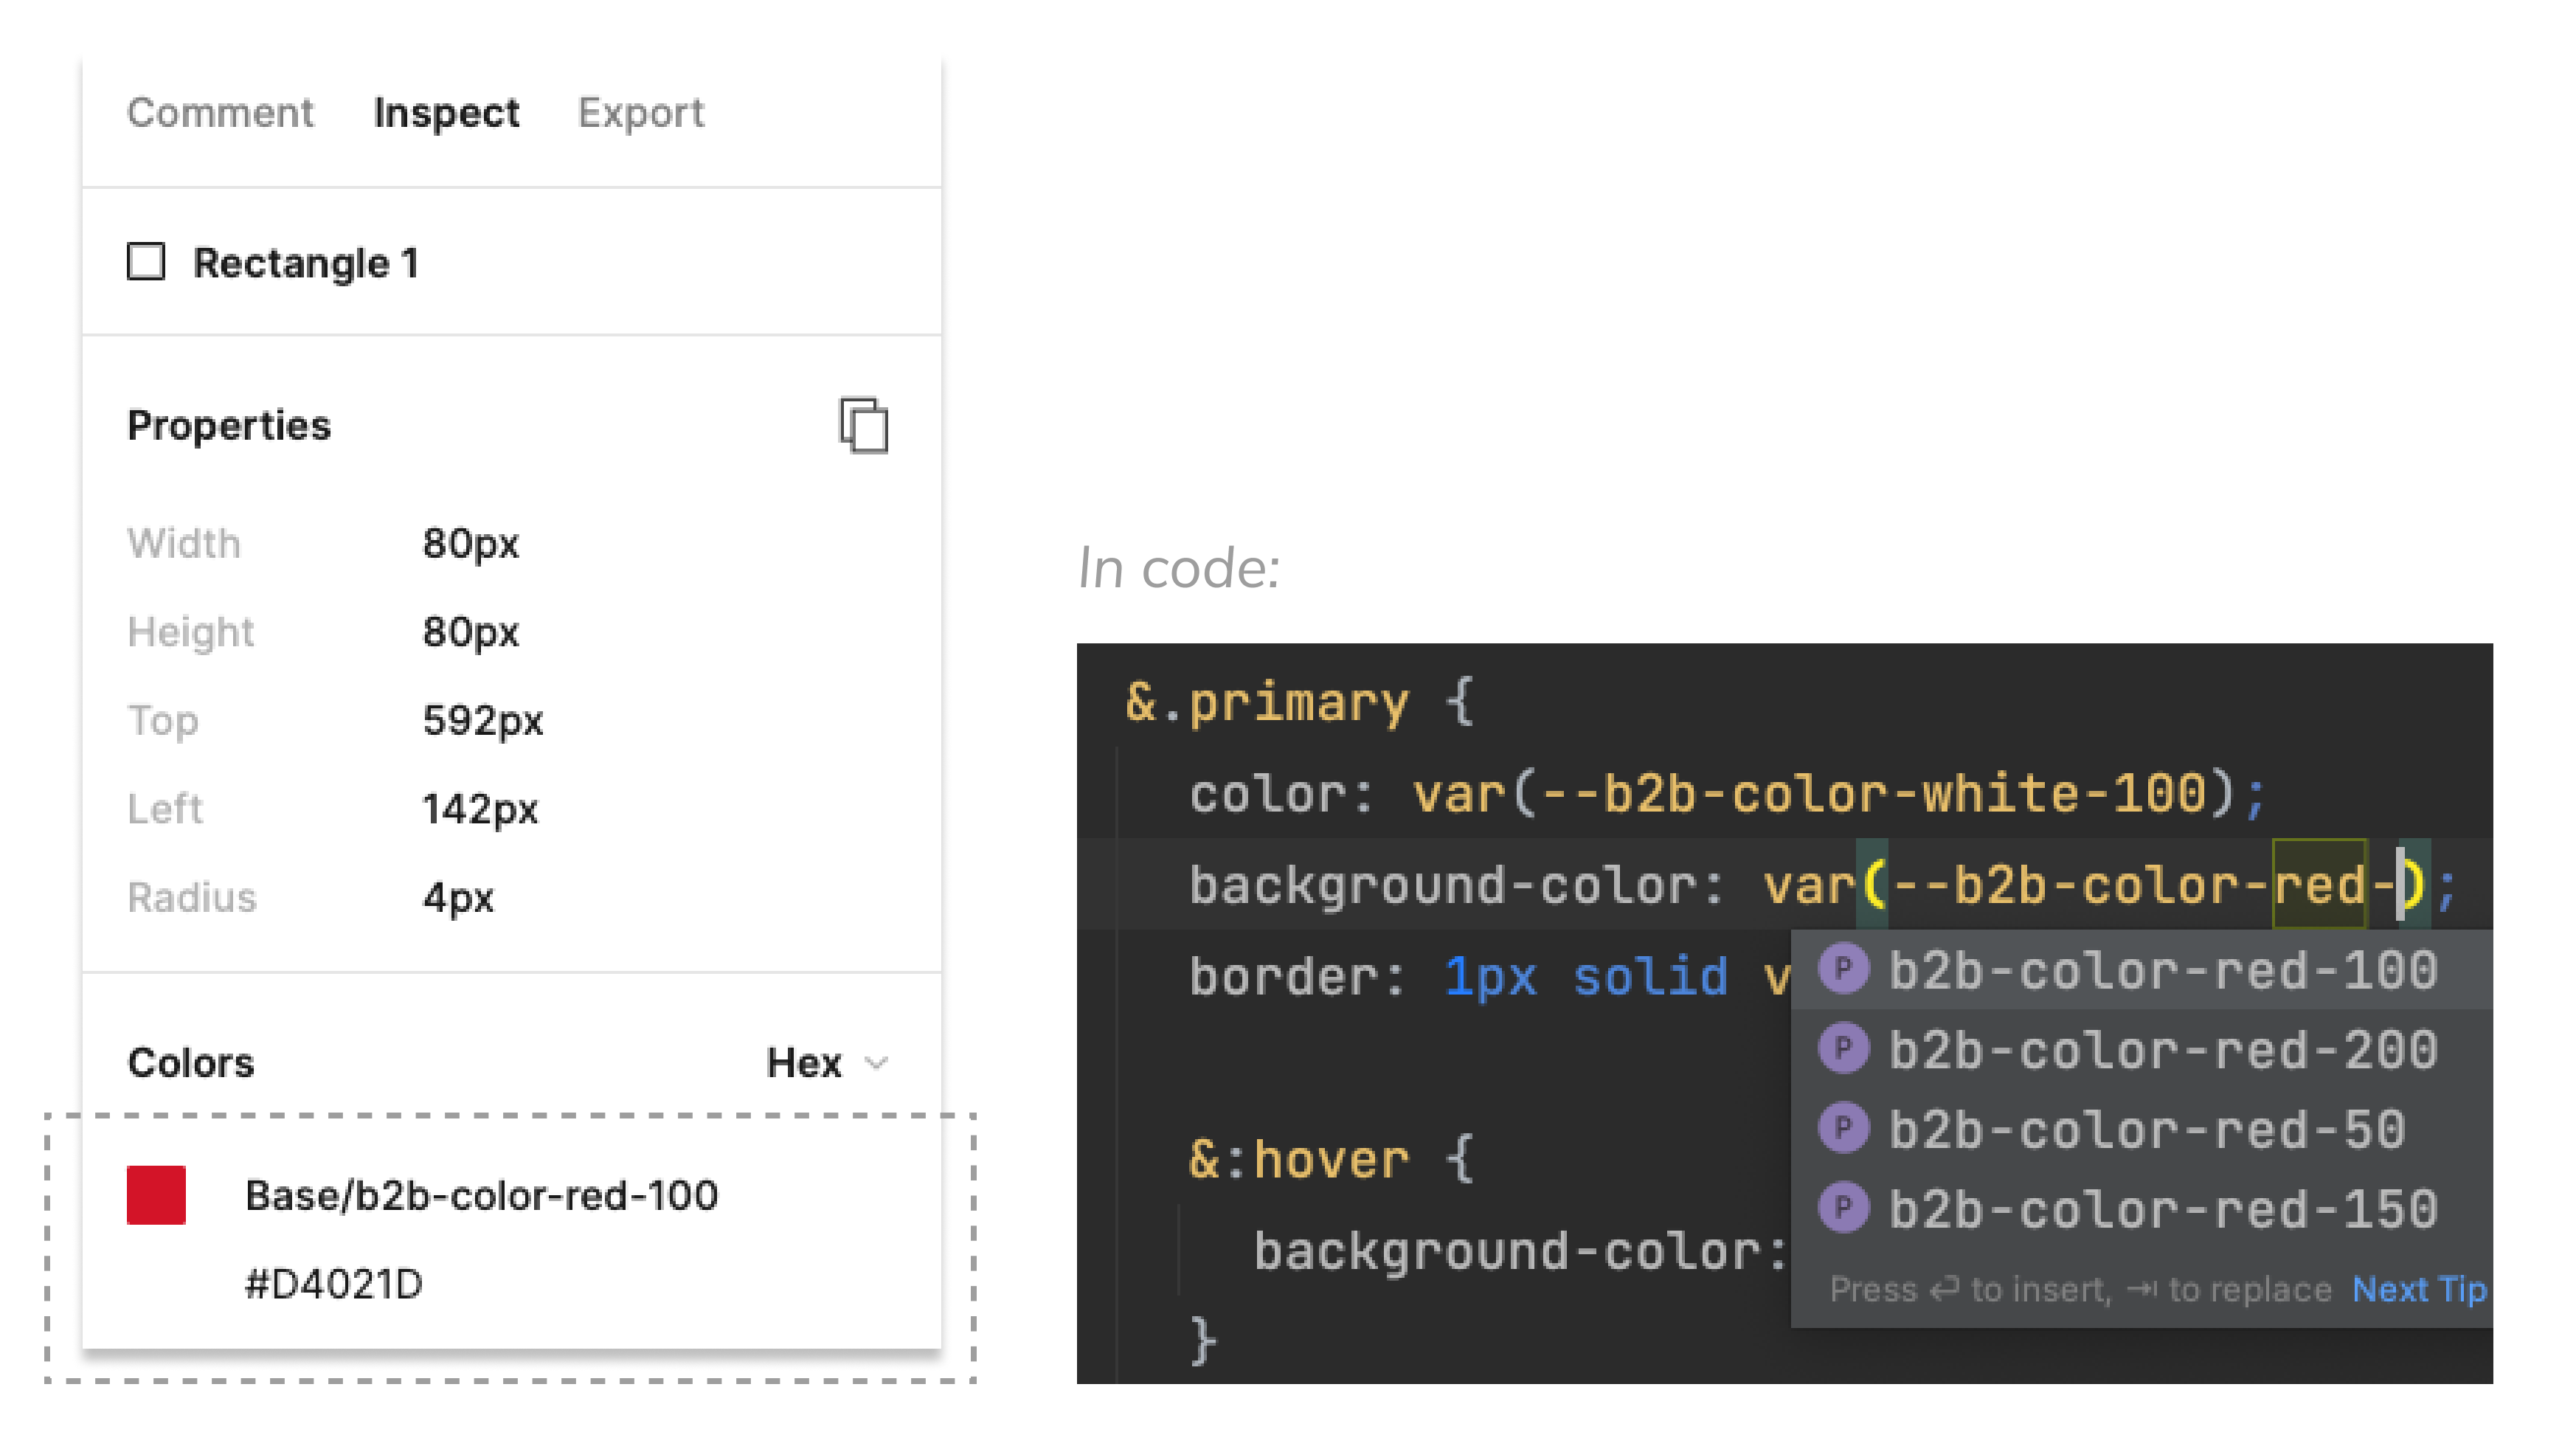 Comment Inspect Export
Rectangle 1
Properties
Width 80px
Height 80px
Top 592px
Left 142px
Radius 4px
Colors Hex
Base/b2b-color-red-100
#D4021D
In code:
&.primary {
color: var(--b2b-color-white-100);
background-color: var(--b2b-color-red-);
border: 1px solid v
b2b-color-red-100
b2b-color-red-200
b2b-color-red-50
b2b-color-red-150
Press ⏎ to insert, ⇥ to replace Next Tip
&:hover {
background-color:
}